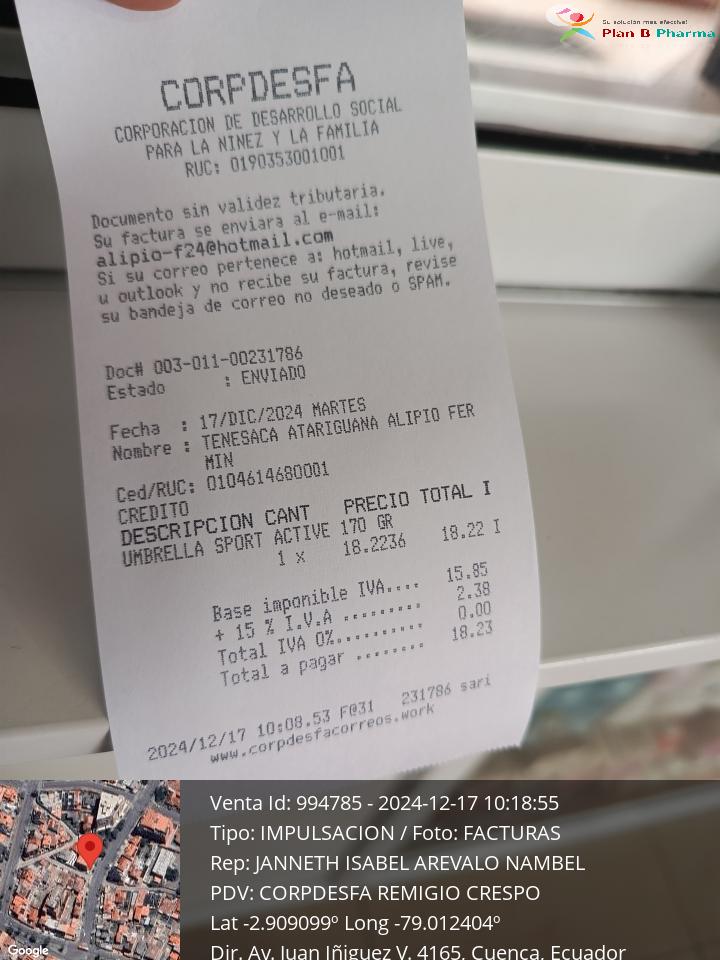 Su solución mas efectiva!
Plan B Pharma
CORPDESFA
CORPORACION DE DESARROLLO SOCIAL
PARA LA NINEZ Y LA FAMILIA
RUC: 0190353001001
Documento sin validez tributaria.
Su factura se enviara al e-mail:
alipio-f24@hotmail.com
Si su correo pertenece a: hotmail, live,
u outlook y no recibe su factura, revise
su bandeja de correo no deseado o SPAM.
Doc# 003-011-00231786
Estado : ENVIADO
Fecha : 17/DIC/2024 MARTES
Nombre : TENESACA ATARIGUANA ALIPIO FER
MIN
Ced/RUC: 0104614680001
CREDITO
DESCRIPCION CANT PRECIO TOTAL I
UMBRELLA SPORT ACTIVE 170 GR
1 x 18.2236 18.22 I
Base imponible IVA.... 15.85
+ 15 % I.V.A ......... 2.38
Total IVA 0%.......... 0.00
Total a pagar ........ 18.23
2024/12/17 10:08.53 F@31 231786 sari
www.corpdesfacorreos.work
Venta Id: 994785 - 2024-12-17 10:18:55
Tipo: IMPULSACION / Foto: FACTURAS
Rep: JANNETH ISABEL AREVALO NAMBEL
PDV: CORPDESFA REMIGIO CRESPO
Lat -2.909099º Long -79.012404º
Dir. Av. Juan Iñiguez V. 4165, Cuenca, Ecuador
Google